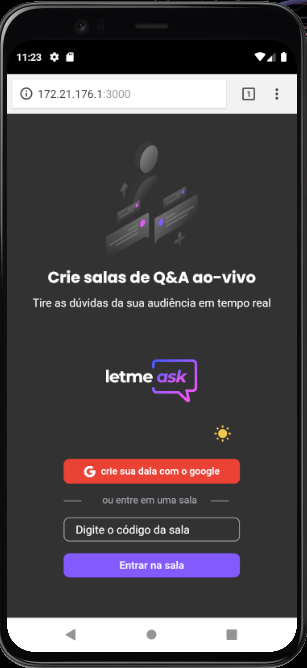 11:23
172.21.176.1:3000
1
Crie salas de Q&A ao-vivo
Tire as dúvidas da sua audiência em tempo real
letme ask
G crie sua dala com o google
ou entre em uma sala
Digite o código da sala
Entrar na sala